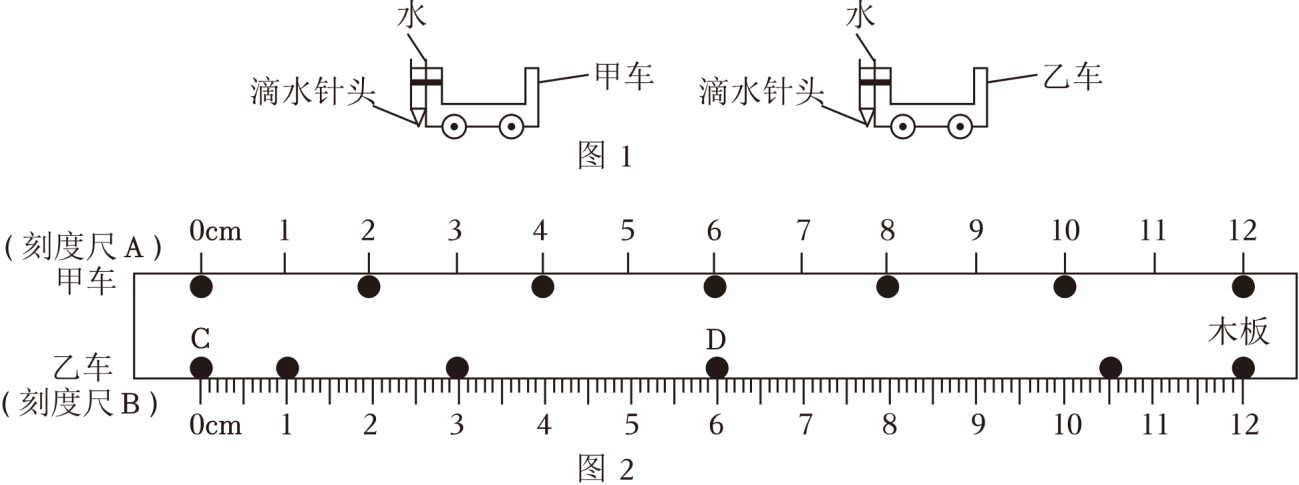 水 水
滴水针头 甲车 滴水针头 乙车
图 1
(刻度尺A) 0cm 1 2 3 4 5 6 7 8 9 10 11 12
甲车
C D 木板
乙车
(刻度尺B) 0cm 1 2 3 4 5 6 7 8 9 10 11 12
图 2